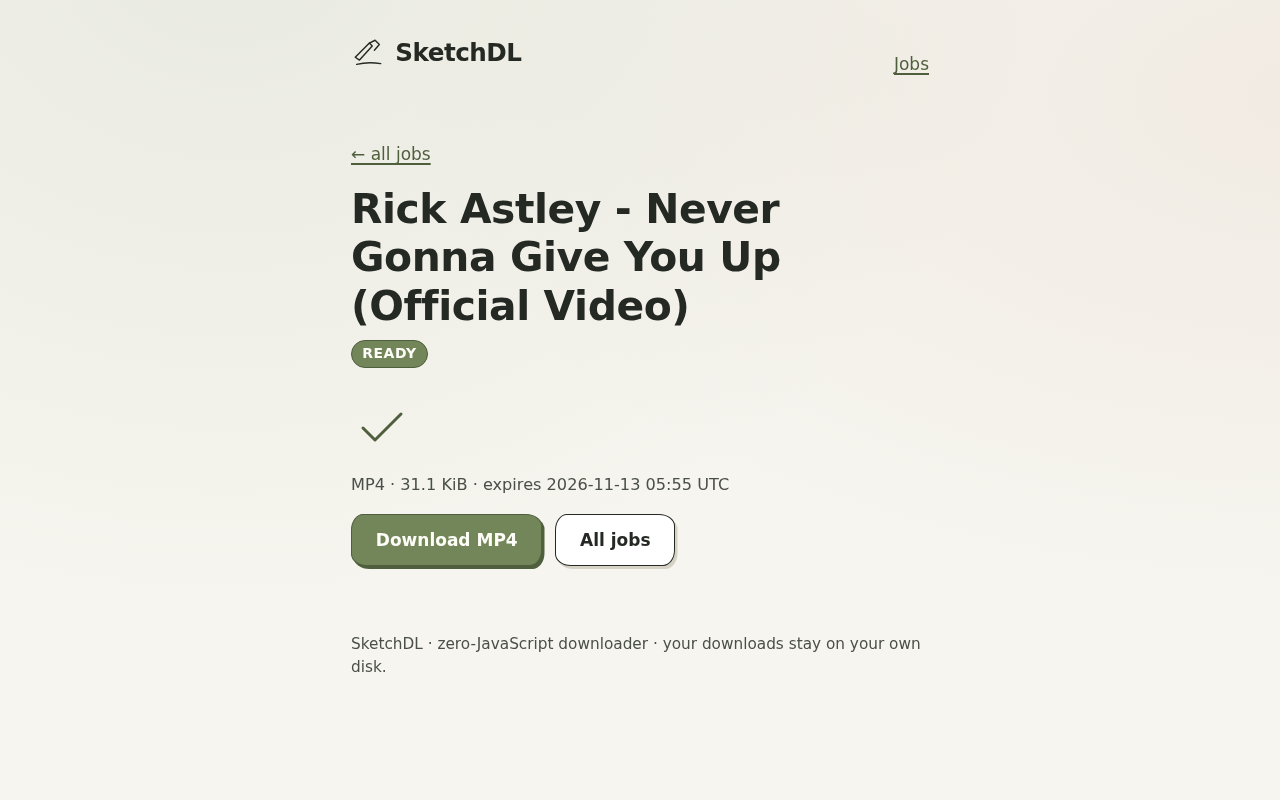 SketchDL
Jobs
← all jobs
Rick Astley - Never
Gonna Give You Up
(Official Video)
READY
MP4 · 31.1 KiB · expires 2026-11-13 05:55 UTC
Download MP4
All jobs
SketchDL · zero-JavaScript downloader · your downloads stay on your own
disk.